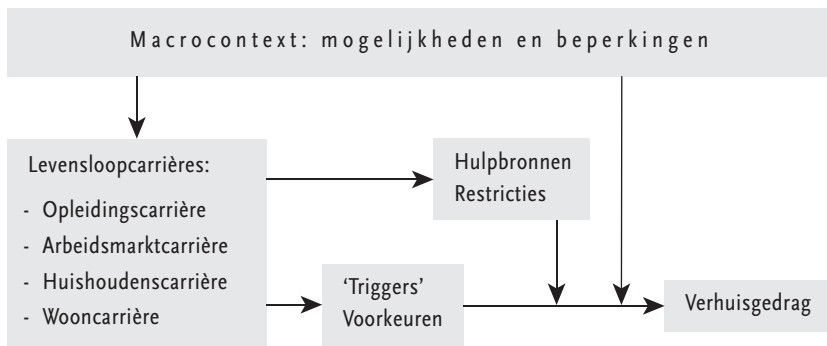 Macrocontext: mogelijkheden en beperkingen
Levensloopcarrières:
- Opleidingscarrière
- Arbeidsmarktcarrière
- Huishoudenscarrière
- Wooncarrière
Hulpbronnen
Restricties
‘Triggers’
Voorkeuren
Verhuisgedrag